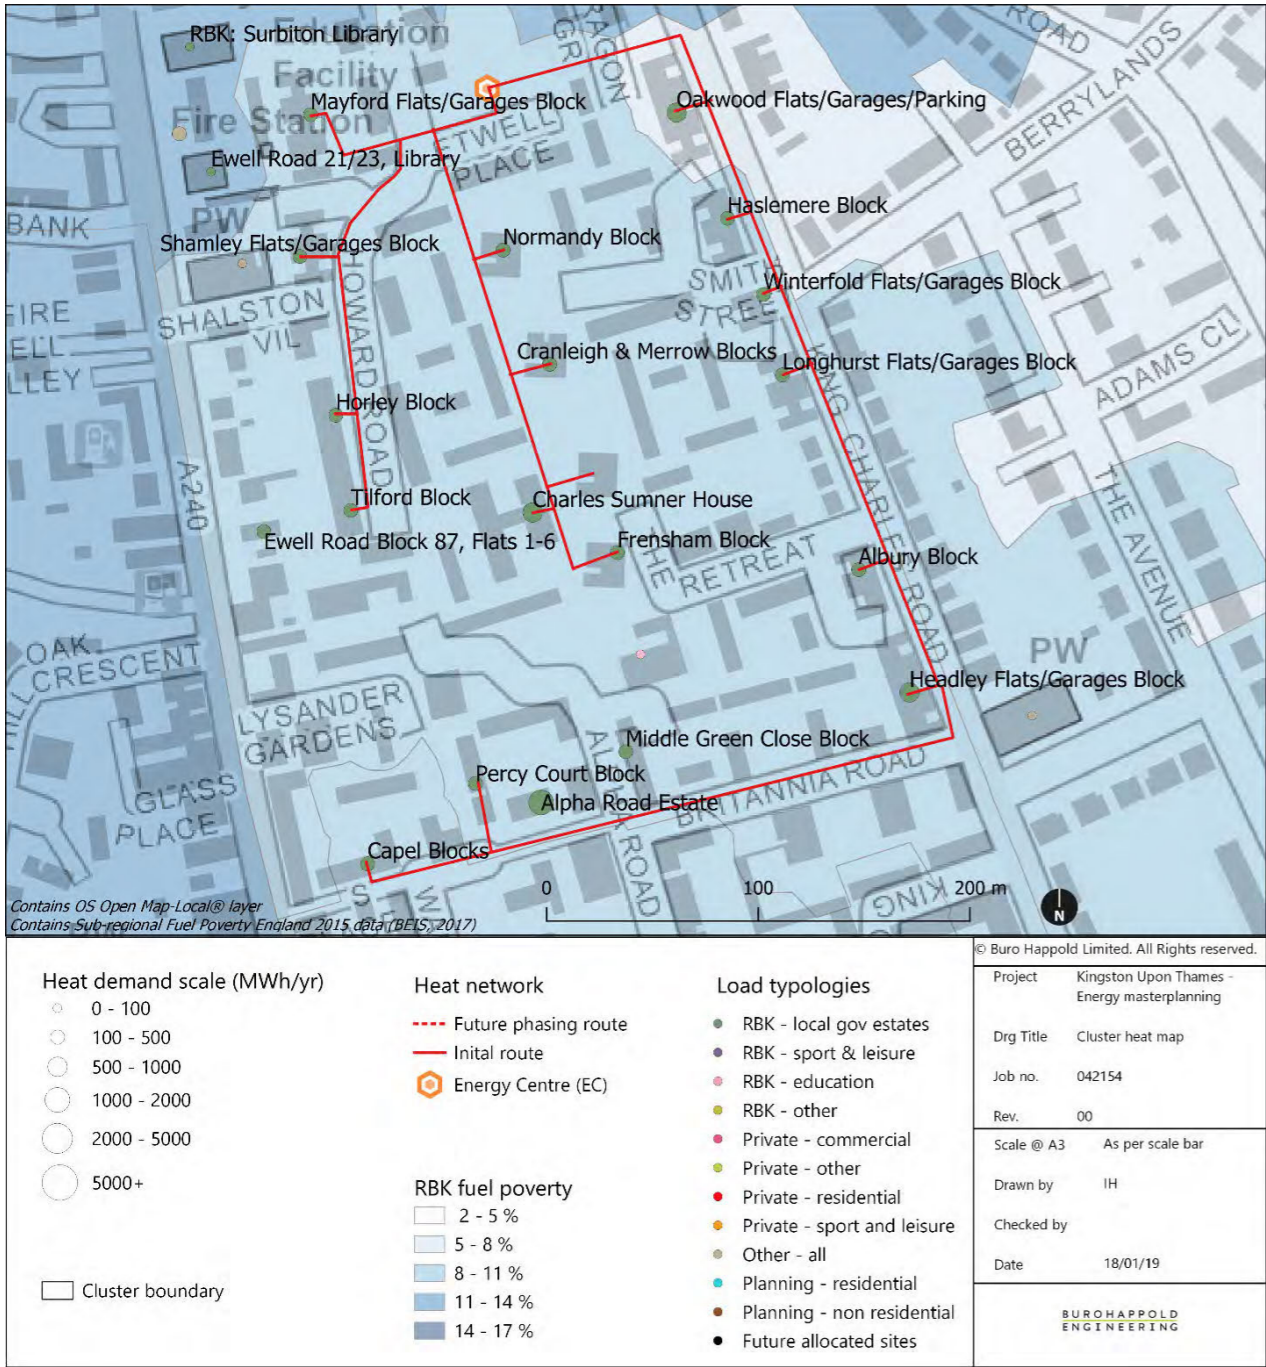 RBK: Surbiton Library
Education
Facility
Mayford Flats/Garages Block
Fire Station
Ewell Road 21/23, Library
ETWELL
PLACE
GR
ROAD
BERRYLANDS
Oakwood Flats/Garages/Parking
Haslemere Block
BANK
PW
Shamley Flats/Garages Block
Normandy Block
SMITH
STREET
Winterfold Flats/Garages Block
SHALSTON
VIL
HOWARD
ROAD
FIRE
ELL
LLEY
Cranleigh & Merrow Blocks
Longhurst Flats/Garages Block
ADAMS CL
Horley Block
KING CHARLES ROAD
A240
Tilford Block
Charles Sumner House
Ewell Road Block 87, Flats 1-6
Frensham Block
THE
RETREAT
Albury Block
THE AVENUE
OAK
CRESCENT
PW
Headley Flats/Garages Block
LYSANDER
GARDENS
Middle Green Close Block
Percy Court Block
Alpha Road Estate
BRITANNIA ROAD
ALPHA ROAD
GLASS
PLACE
Capel Blocks
KING
0 100 200 m
N
Contains OS Open Map-Local® layer
Contains Sub-regional Fuel Poverty England 2015 data (BEIS, 2017)
Heat demand scale (MWh/yr)
0 - 100
100 - 500
500 - 1000
1000 - 2000
2000 - 5000
5000+
Cluster boundary
Heat network
Future phasing route
Inital route
Energy Centre (EC)
RBK fuel poverty
2 - 5 %
5 - 8 %
8 - 11 %
11 - 14 %
14 - 17 %
Load typologies
RBK - local gov estates
RBK - sport & leisure
RBK - education
RBK - other
Private - commercial
Private - other
Private - residential
Private - sport and leisure
Other - all
Planning - residential
Planning - non residential
Future allocated sites
© Buro Happold Limited. All Rights reserved.
Project Kingston Upon Thames -
Energy masterplanning
Drg Title Cluster heat map
Job no. 042154
Rev. 00
Scale @ A3 As per scale bar
Drawn by IH
Checked by
Date 18/01/19
BUROHAPPOLD
ENGINEERING